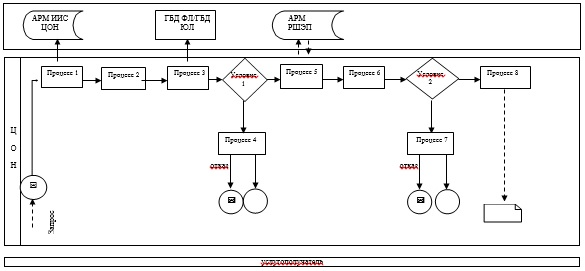 АРМ ИИС
ЦОН
ГБД ФЛ/ГБД
ЮЛ
АРМ
РШЭП
Процесс 1
Процесс 2
Процесс 3
Условие
1
Процесс 5
Процесс 6
Условие
2
Процесс 8
Процесс 4
Процесс 7
отказ
отказ
Ц
О
Н
Запрос
услугополучатель